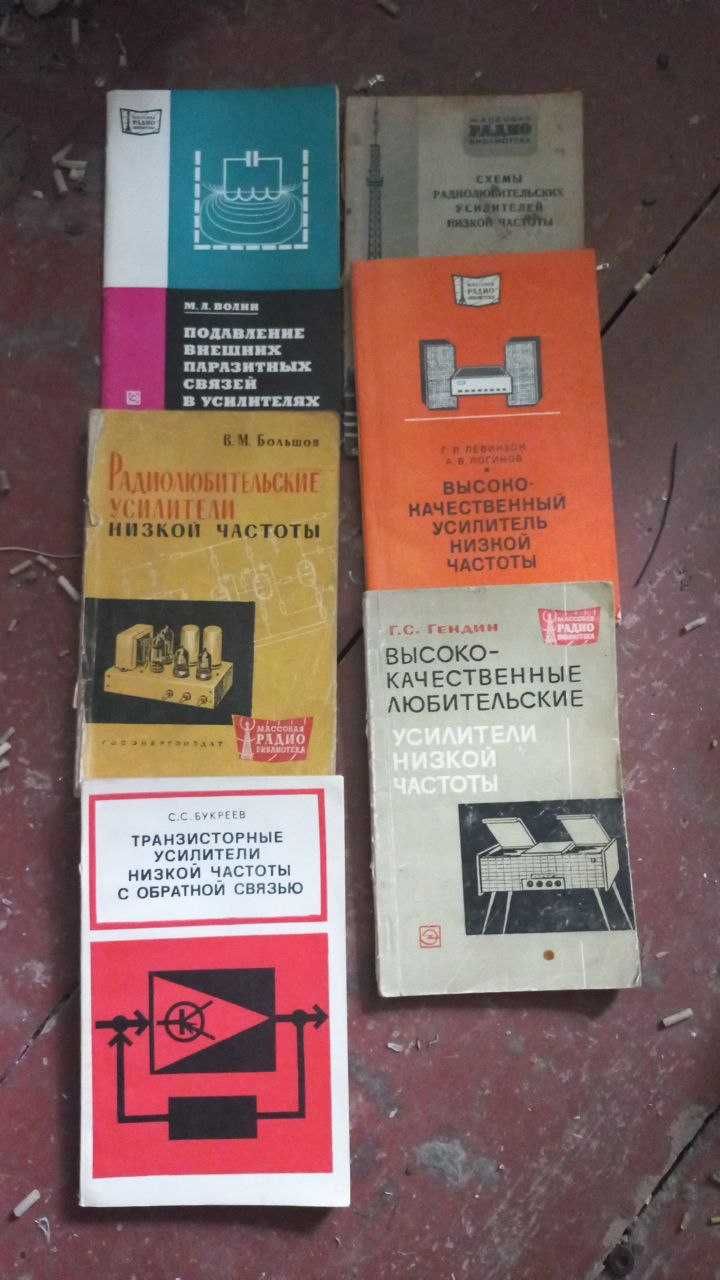 МАССОВАЯ
РАДИО
БИБЛИОТЕКА
М. Л. ВОЛИН
ПОДАВЛЕНИЕ
ВНЕШНИХ
ПАРАЗИТНЫХ
СВЯЗЕЙ
В УСИЛИТЕЛЯХ
МАССОВАЯ
РАДИО
БИБЛИОТЕКА
СХЕМЫ
РАДИОЛЮБИТЕЛЬСКИХ
УСИЛИТЕЛЕЙ
НИЗКОЙ ЧАСТОТЫ
МАССОВАЯ
РАДИО
БИБЛИОТЕКА
Г. Р. ЛЕВИНЗОН
А. В. ЛОГИНОВ
ВЫСОКО-
КАЧЕСТВЕННЫЙ
УСИЛИТЕЛЬ
НИЗКОЙ
ЧАСТОТЫ
В. М. Большов
РАДИОЛЮБИТЕЛЬСКИЕ
УСИЛИТЕЛИ
НИЗКОЙ ЧАСТОТЫ
ГОСЭНЕРГОИЗДАТ
МАССОВАЯ
РАДИО
БИБЛИОТЕКА
Г.С. ГЕНДИН
МАССОВАЯ
РАДИО
БИБЛИОТЕКА
ВЫСОКО-
КАЧЕСТВЕННЫЕ
ЛЮБИТЕЛЬСКИЕ
УСИЛИТЕЛИ
НИЗКОЙ
ЧАСТОТЫ
С. С. БУКРЕЕВ
ТРАНЗИСТОРНЫЕ
УСИЛИТЕЛИ
НИЗКОЙ ЧАСТОТЫ
С ОБРАТНОЙ СВЯЗЬЮ
К